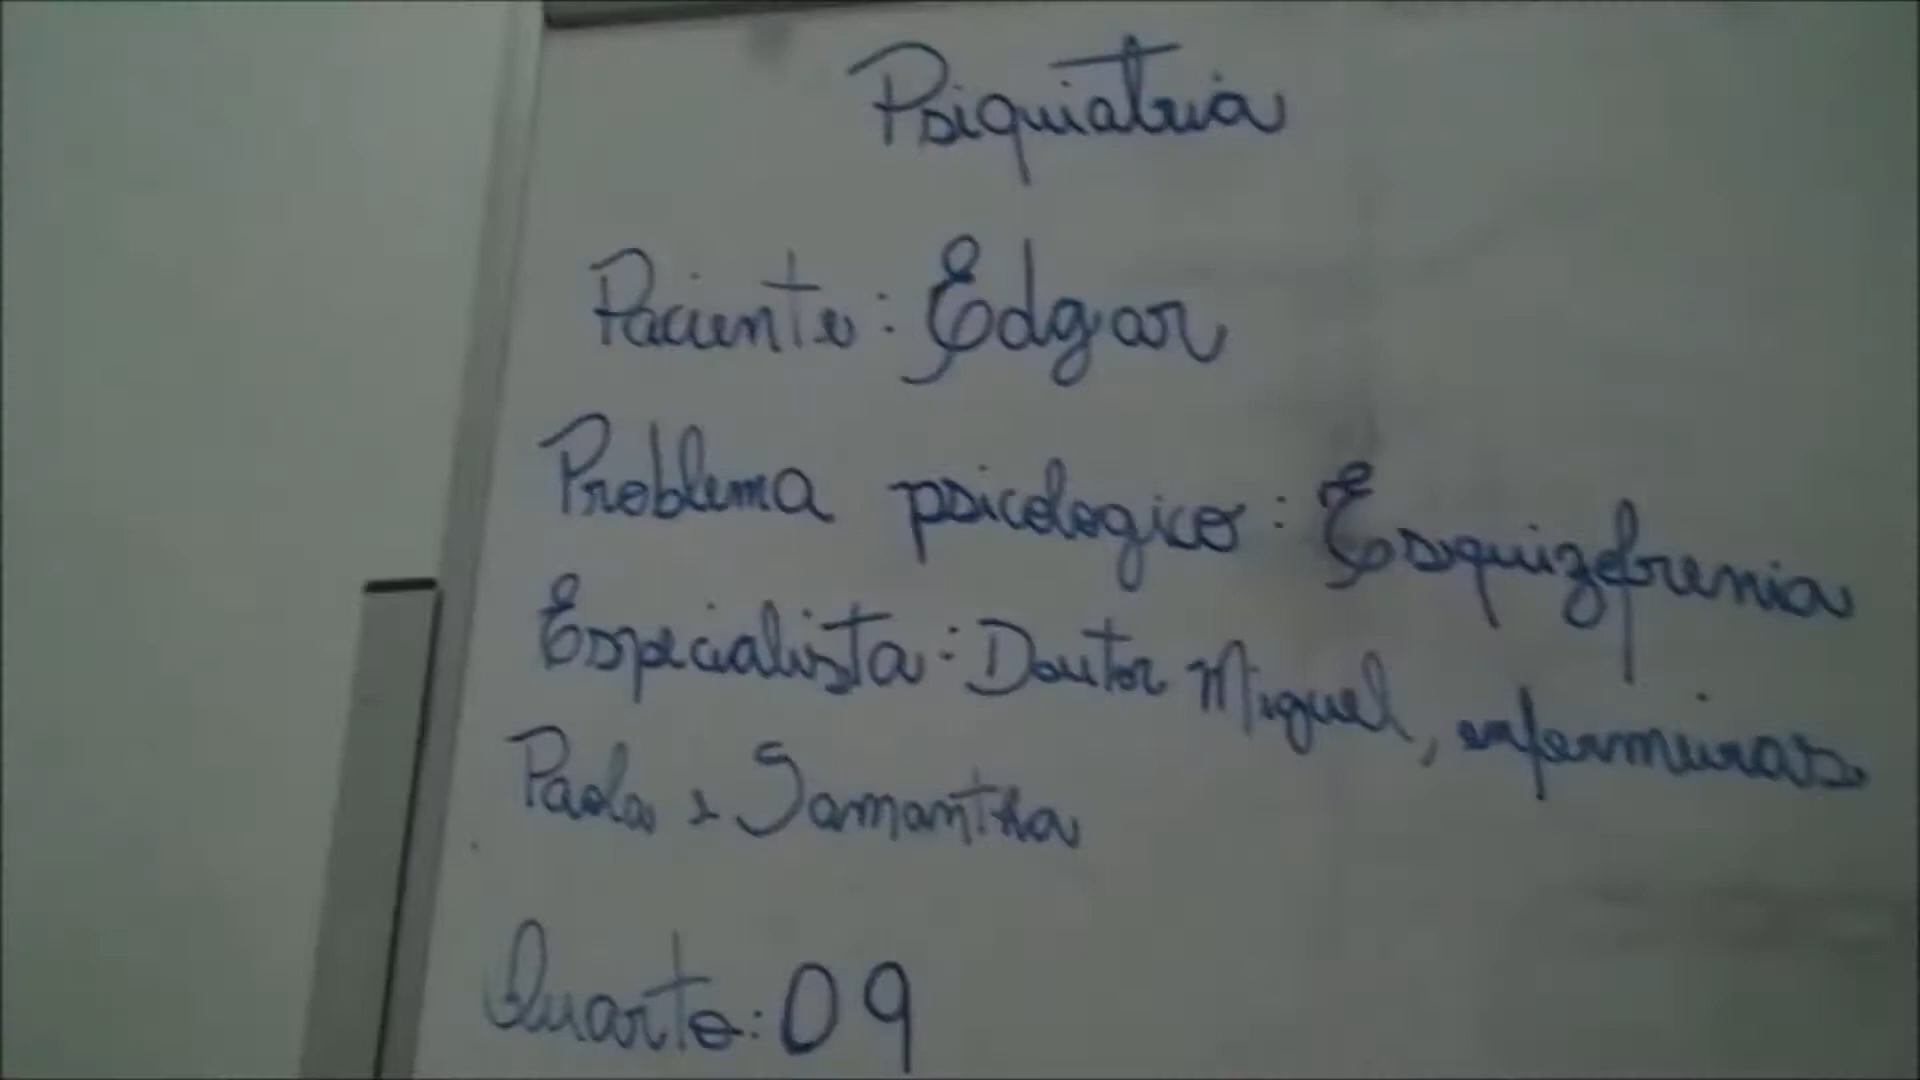 Psiquiatria
Paciente: Edgar
Problema psicologico: Esquizofrenia
Especialista: Doutor Miguel, enfermeiras
Paola e Samantha
Quarto: 09